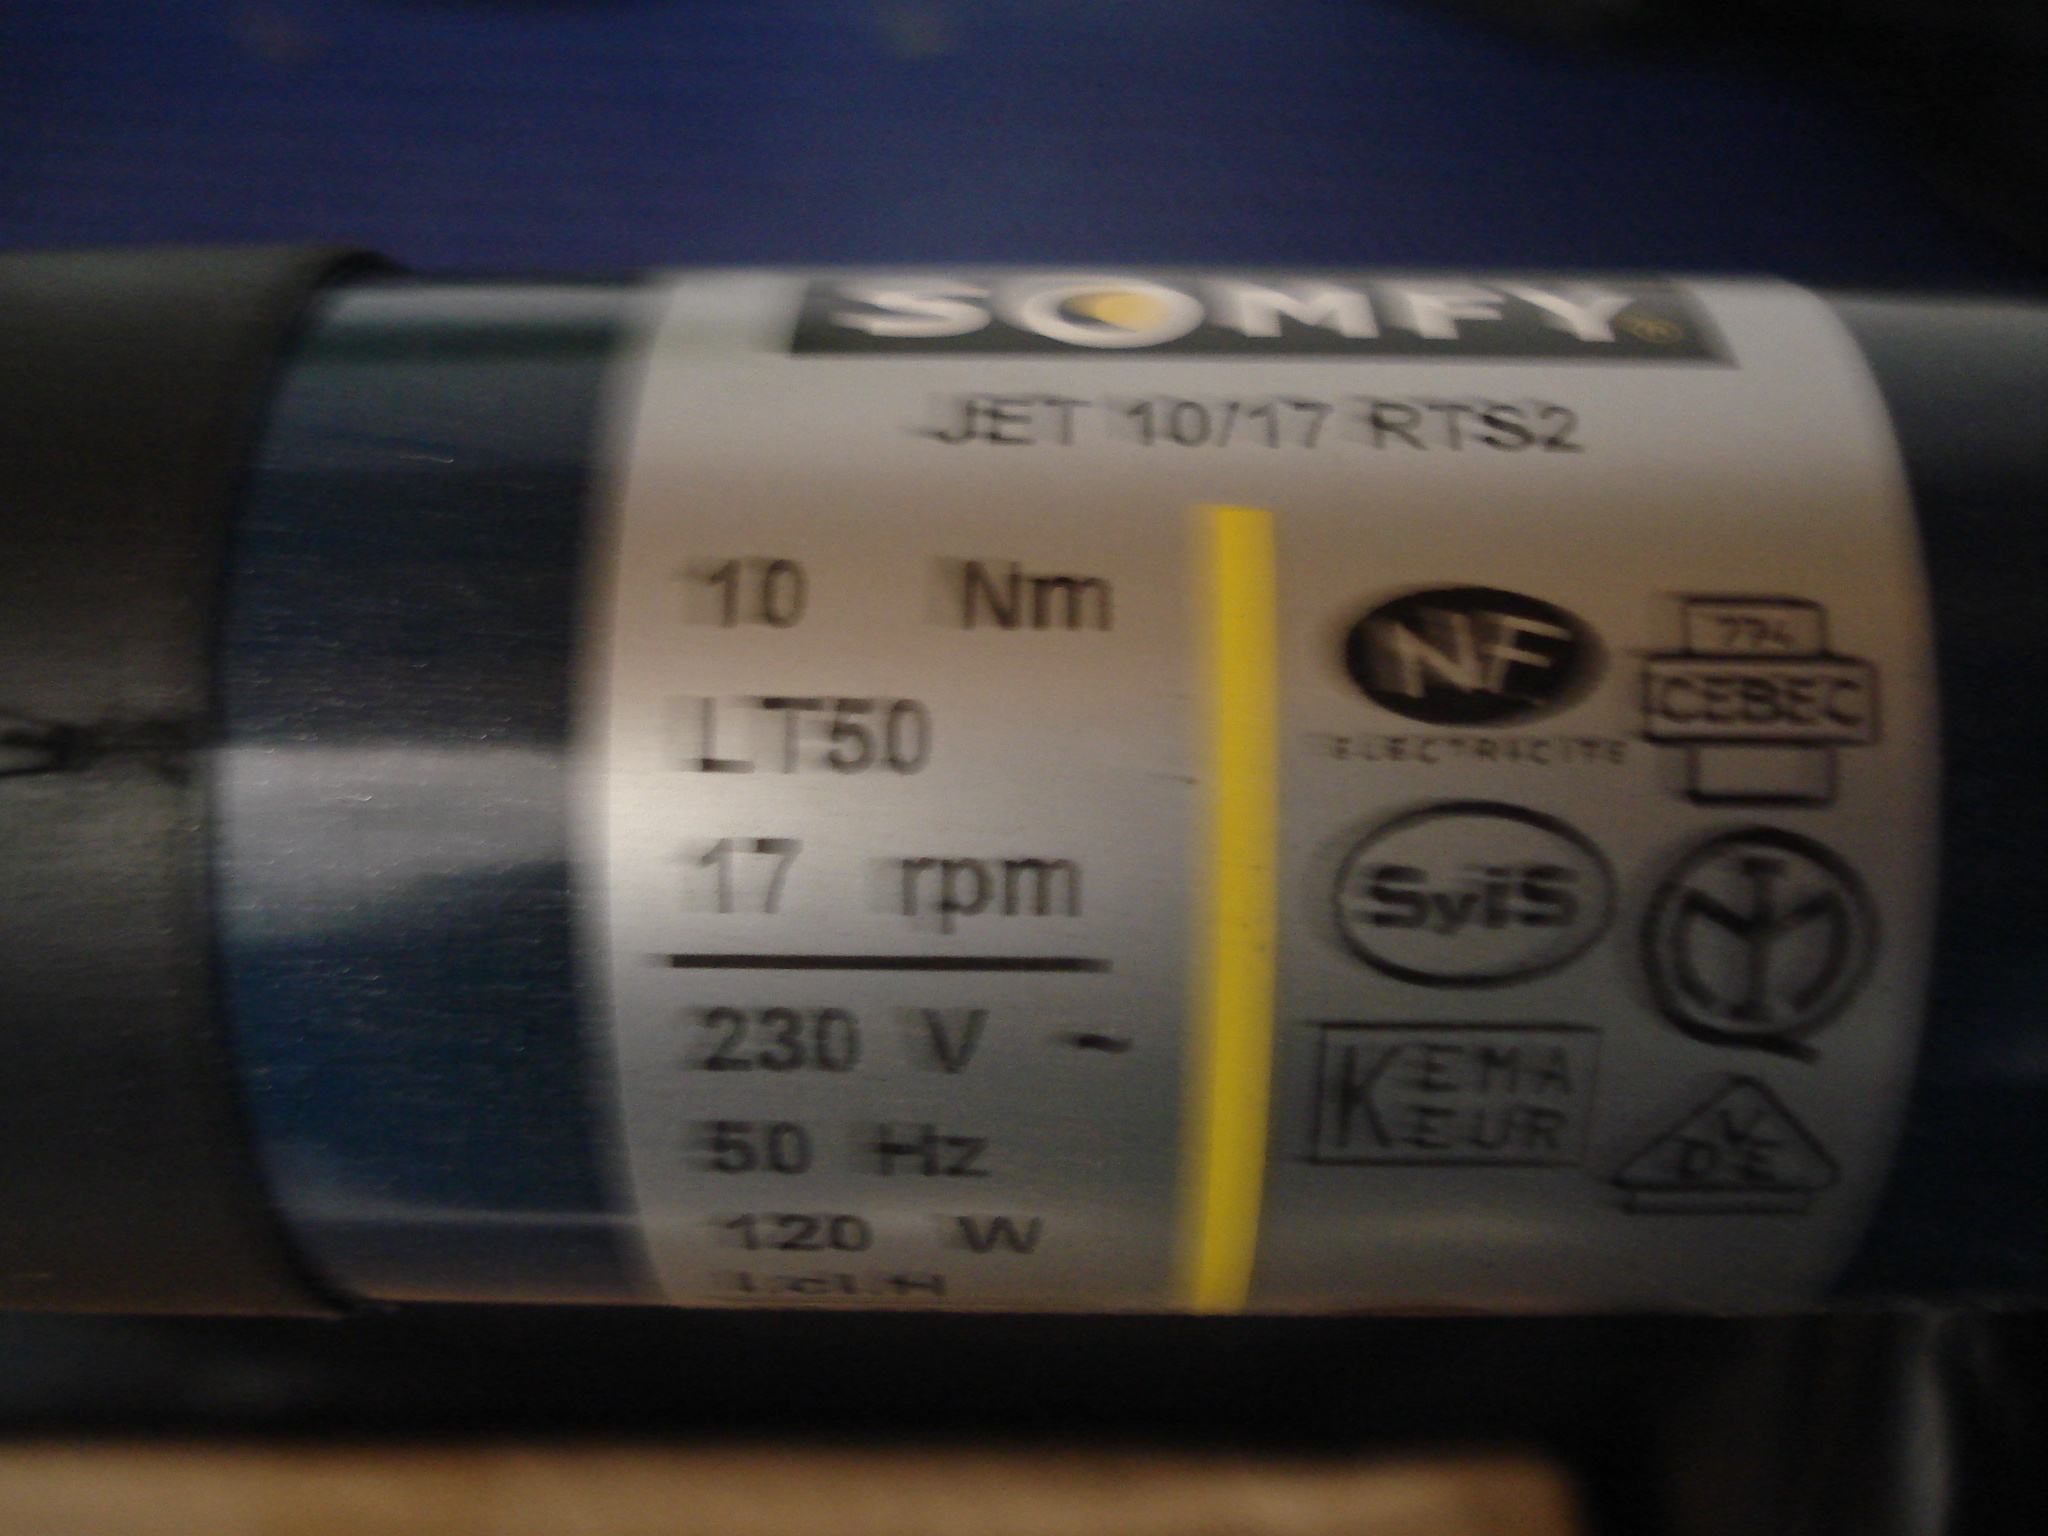 SOMFY®
JET 10/17 RTS2
10 Nm
LT50
17 rpm
230 V ~
50 Hz
120 W
NF
ELECTRICITE
CEBEC
KEMA
KEUR
VDE